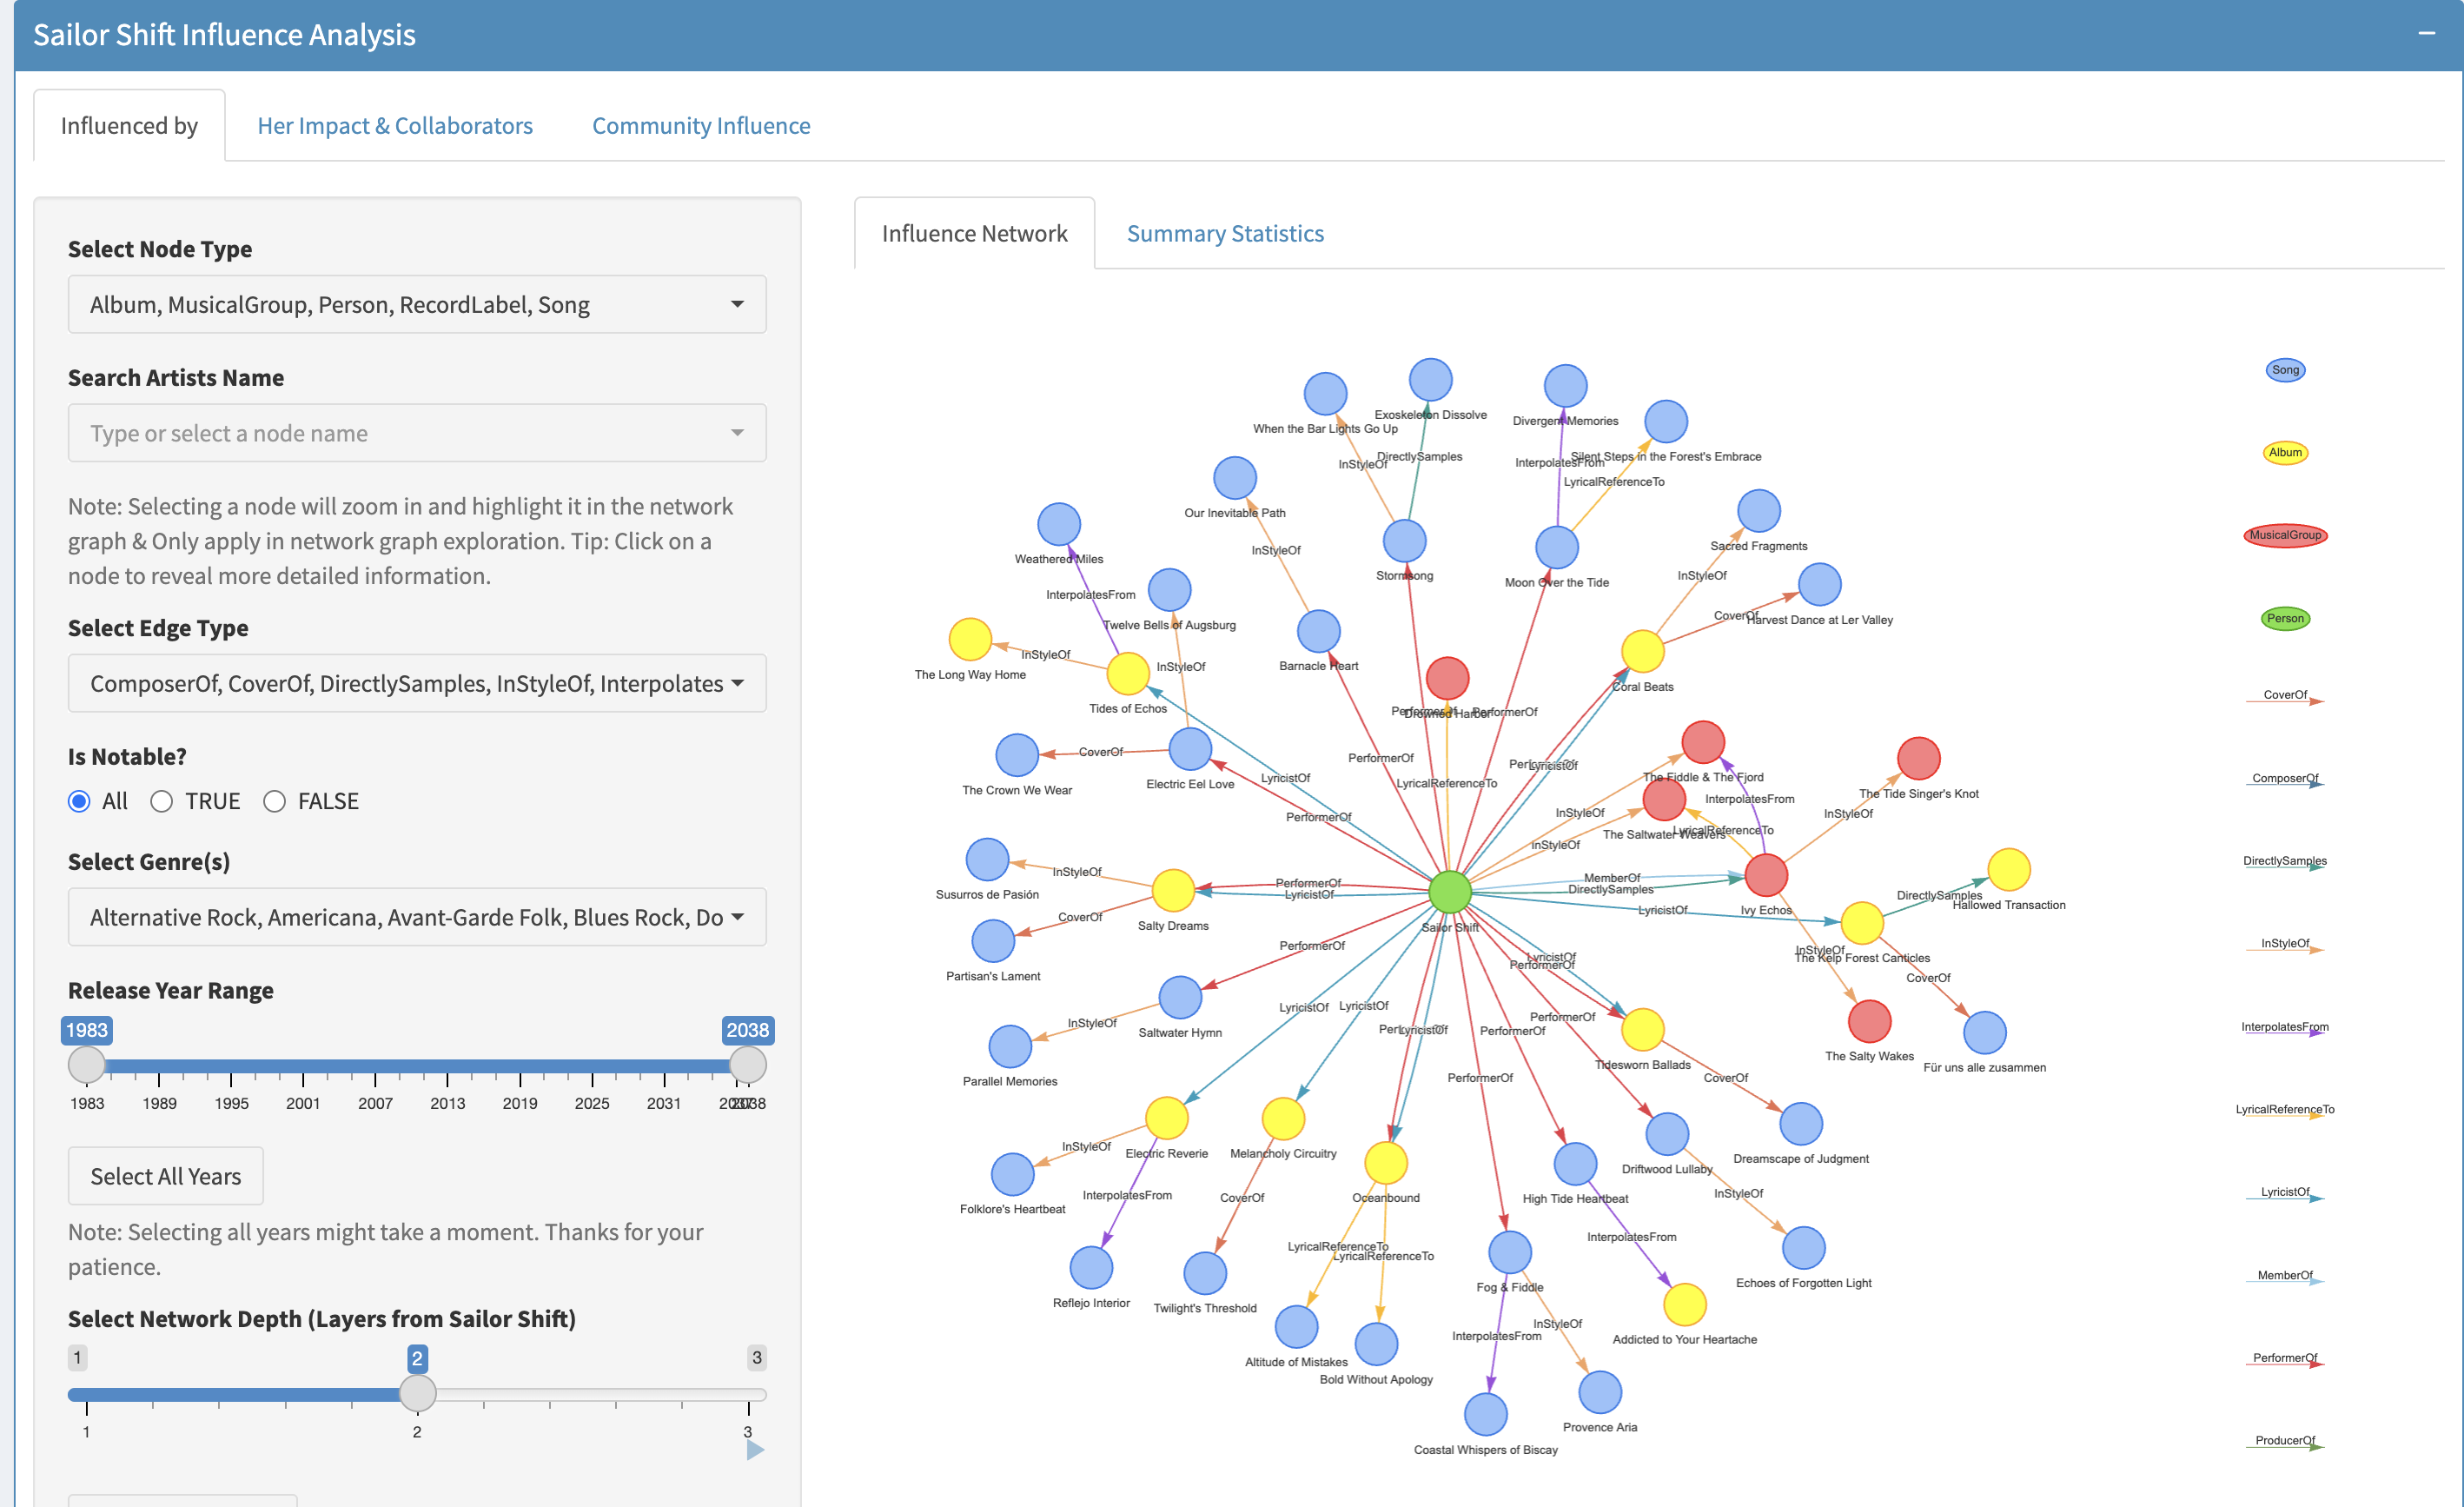 Sailor Shift Influence Analysis
Influenced by
Her Impact & Collaborators
Community Influence
Select Node Type
Album, MusicalGroup, Person, RecordLabel, Song
Search Artists Name
Type or select a node name
Note: Selecting a node will zoom in and highlight it in the network
graph & Only apply in network graph exploration. Tip: Click on a
node to reveal more detailed information.
Select Edge Type
ComposerOf, CoverOf, DirectlySamples, InStyleOf, Interpolates
Is Notable?
All TRUE FALSE
Select Genre(s)
Alternative Rock, Americana, Avant-Garde Folk, Blues Rock, Do
Release Year Range
1983 2038
1983 1989 1995 2001 2007 2013 2019 2025 2031 2037 2038
Select All Years
Note: Selecting all years might take a moment. Thanks for your
patience.
Select Network Depth (Layers from Sailor Shift)
1 2 3
1 2 3
Influence Network
Summary Statistics
Exoskeleton Dissolve
When the Bar Lights Go Up
Divergent Memories
DirectlySamples
InStyleOf
InterpolatesFrom
Silent Steps in the Forest's Embrace
LyricalReferenceTo
Our Inevitable Path
InStyleOf
Weathered Miles
Stormsong
Moon Over the Tide
Sacred Fragments
InStyleOf
InterpolatesFrom
Twelve Bells of Augsburg
CoverOf
Harvest Dance at Ler Valley
InStyleOf
InStyleOf
The Long Way Home
Barnacle Heart
Tides of Echos
Coral Beats
PerformerOf
Drowned Harbor
PerformerOf
CoverOf
The Crown We Wear
Electric Eel Love
LyricistOf
PerformerOf
LyricalReferenceTo
PerformerOf
LyricistOf
The Fiddle & The Fjord
InterpolatesFrom
The Tide Singer's Knot
PerformerOf
InStyleOf
InStyleOf
The Saltwater Weavers
LyricalReferenceTo
InStyleOf
InStyleOf
Susurros de Pasión
PerformerOf
LyricistOf
MemberOf
DirectlySamples
DirectlySamples
Hallowed Transaction
CoverOf
Salty Dreams
Sailor Shift
LyricistOf
Ivy Echos
Partisan's Lament
PerformerOf
LyricistOf
PerformerOf
InStyleOf
The Kelp Forest Canticles
CoverOf
InStyleOf
Saltwater Hymn
LyricistOf
LyricistOf
PerformerOf
LyricistOf
PerformerOf
PerformerOf
The Salty Wakes
Für uns alle zusammen
Parallel Memories
PerformerOf
Tidesworn Ballads
CoverOf
InStyleOf
Electric Reverie
Melancholy Circuitry
Driftwood Lullaby
Dreamscape of Judgment
Folklore's Heartbeat
InterpolatesFrom
CoverOf
Oceanbound
High Tide Heartbeat
InStyleOf
LyricalReferenceTo
LyricalReferenceTo
InterpolatesFrom
Echoes of Forgotten Light
Reflejo Interior
Twilight's Threshold
Fog & Fiddle
InterpolatesFrom
InStyleOf
Addicted to Your Heartache
Altitude of Mistakes
Bold Without Apology
Provence Aria
Coastal Whispers of Biscay
Song
Album
MusicalGroup
Person
CoverOf
ComposerOf
DirectlySamples
InStyleOf
InterpolatesFrom
LyricalReferenceTo
LyricistOf
MemberOf
PerformerOf
ProducerOf